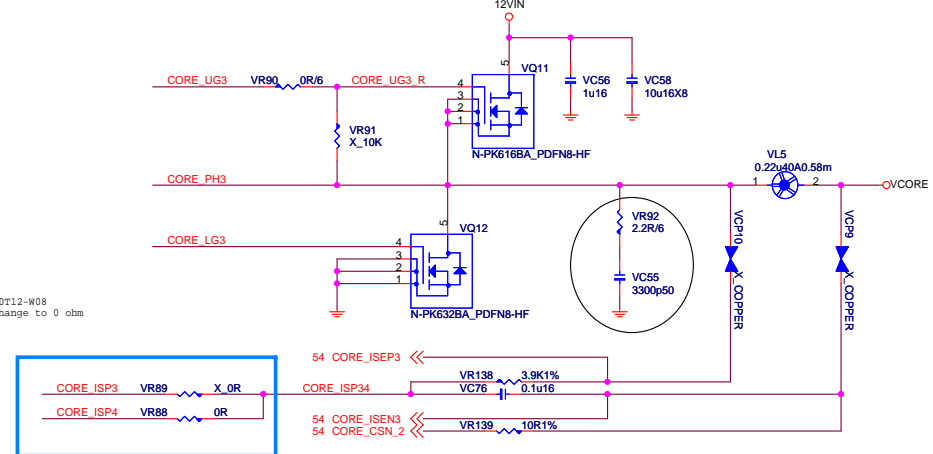 12VIN
CORE_UG3 VR90 0R/6 CORE_UG3_R
5 VQ11
4
3
2
1
VC56
1u16
VC58
10u16X8
VR91
X_10K
N-PK616BA_PDFN8-HF
CORE_PH3
VL5
0.22u40A0.58m
1 2
VCORE
5 VQ12
CORE_LG3
4
3
2
1
N-PK632BA_PDFN8-HF
VR92
2.2R/6
VC55
3300p50
VCP10
X_COPPER
VCP9
X_COPPER
0T12-W08
hange to 0 ohm
54 CORE_ISEP3
VR138 3.9K1%
CORE_ISP3 VR89 X_0R CORE_ISP34
VC76 0.1u16
CORE_ISP4 VR88 0R
54 CORE_ISEN3
54 CORE_CSN_2 VR139 10R1%